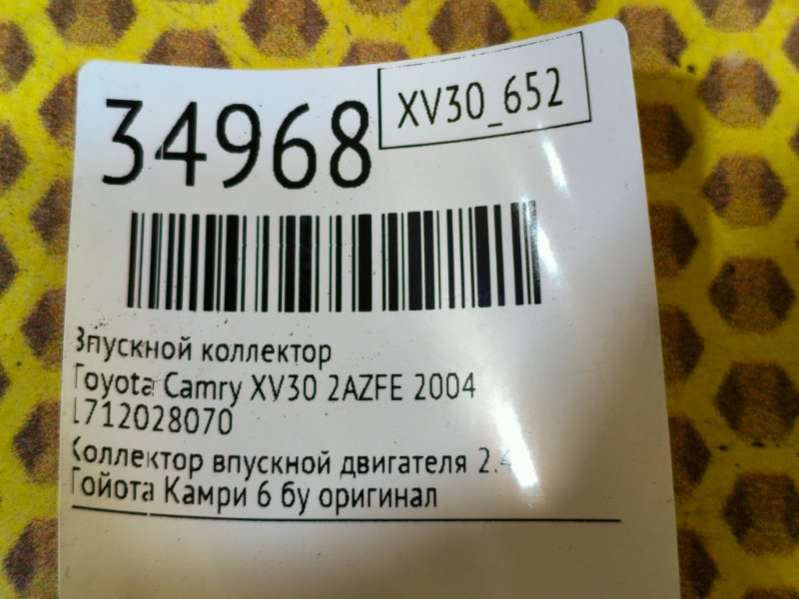 34968
XV30_652
Впускной коллектор
Toyota Camry XV30 2AZFE 2004
1712028070
Коллектор впускной двигателя 2.4
Тойота Камри 6 бу оригинал